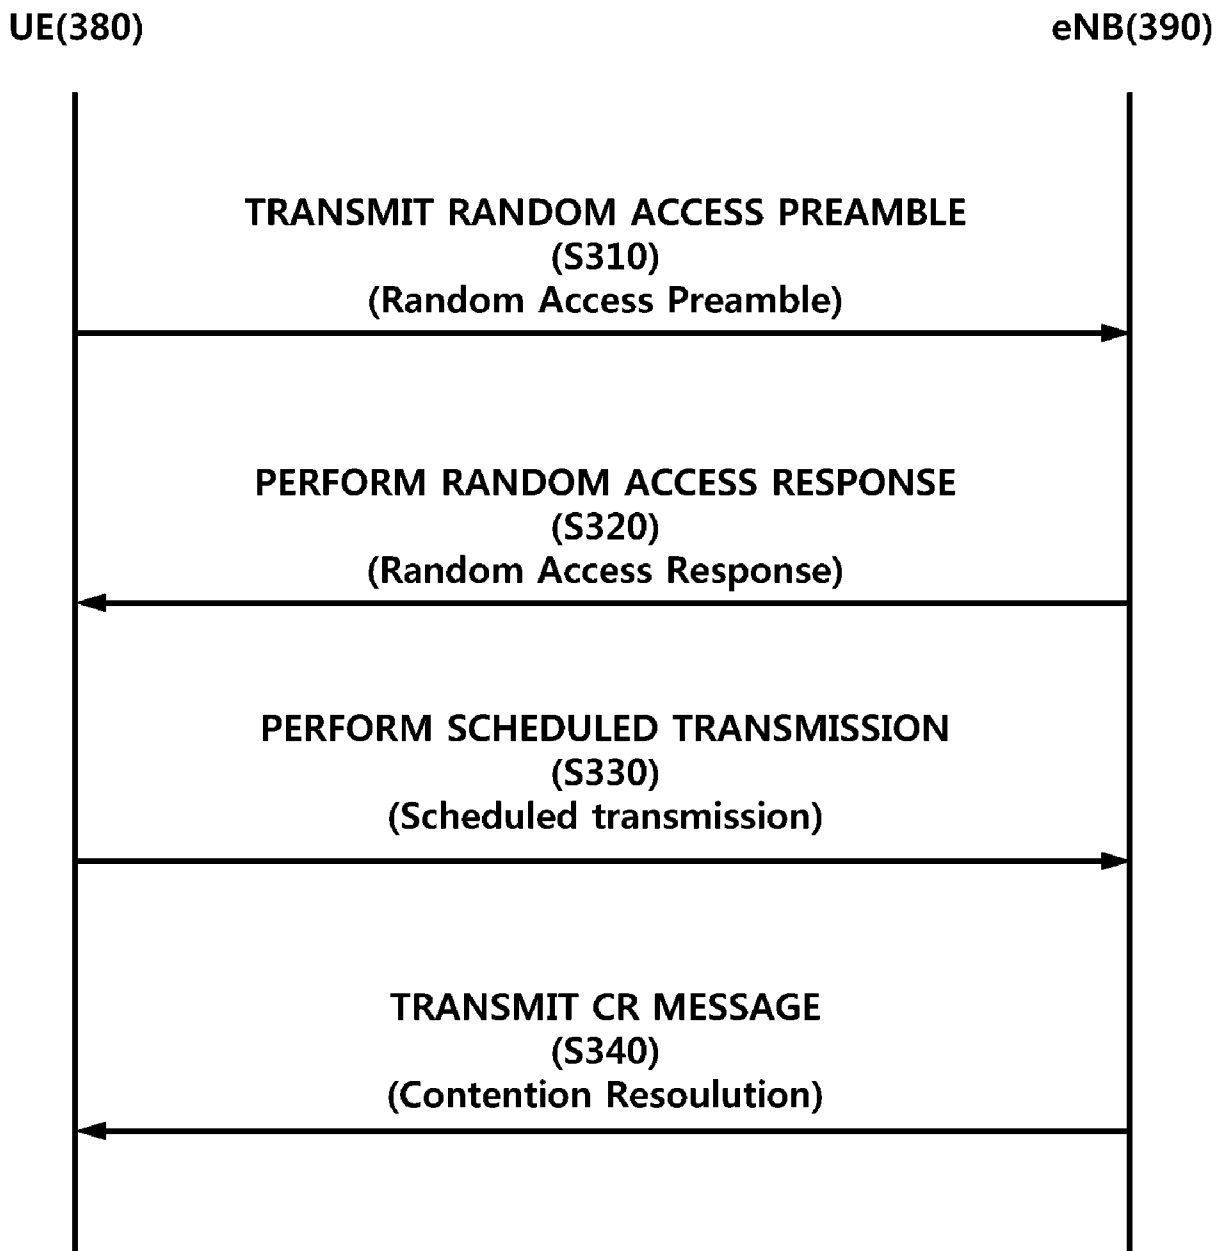 UE(380)
eNB(390)
TRANSMIT RANDOM ACCESS PREAMBLE
(S310)
(Random Access Preamble)
PERFORM RANDOM ACCESS RESPONSE
(S320)
(Random Access Response)
PERFORM SCHEDULED TRANSMISSION
(S330)
(Scheduled transmission)
TRANSMIT CR MESSAGE
(S340)
(Contention Resoulution)